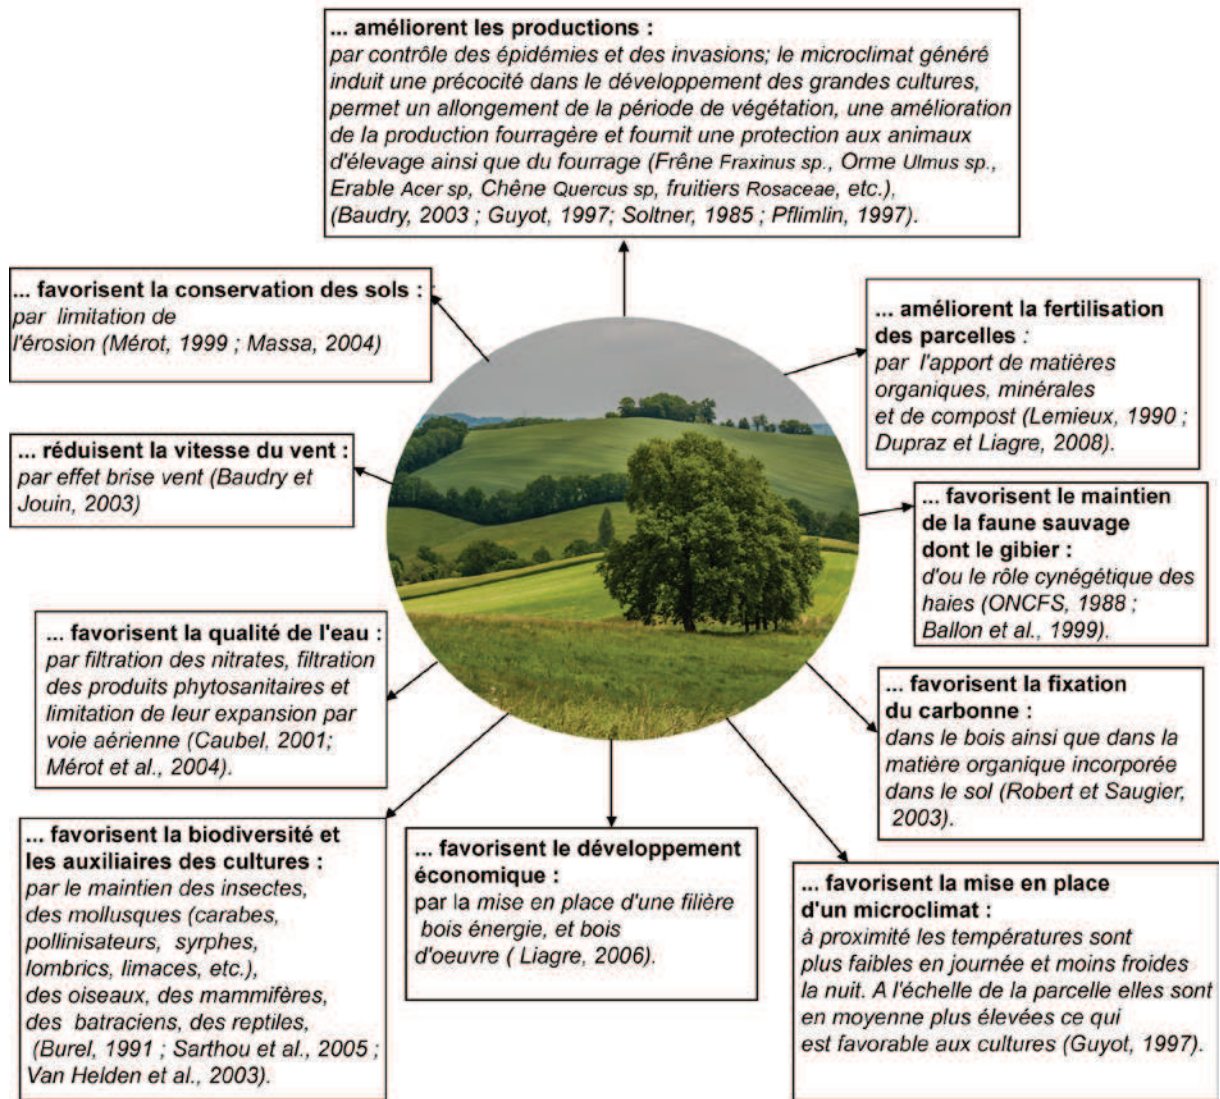 ... améliorent les productions :
par contrôle des épidémies et des invasions; le microclimat généré
induit une précocité dans le développement des grandes cultures,
permet un allongement de la période de végétation, une amélioration
de la production fourragère et fournit une protection aux animaux
d'élevage ainsi que du fourrage (Frêne Fraxinus sp., Orme Ulmus sp.,
Erable Acer sp, Chêne Quercus sp, fruitiers Rosaceae, etc.),
(Baudry, 2003 ; Guyot, 1997; Soltner, 1985 ; Pflimlin, 1997).
... favorisent la conservation des sols :
par limitation de
l'érosion (Mérot, 1999 ; Massa, 2004)
... améliorent la fertilisation
des parcelles :
par l'apport de matières
organiques, minérales
et de compost (Lemieux, 1990 ;
Dupraz et Liagre, 2008).
... réduisent la vitesse du vent :
par effet brise vent (Baudry et
Jouin, 2003)
... favorisent le maintien
de la faune sauvage
dont le gibier :
d'ou le rôle cynégétique des
haies (ONCFS, 1988 ;
Ballon et al., 1999).
... favorisent la qualité de l'eau :
par filtration des nitrates, filtration
des produits phytosanitaires et
limitation de leur expansion par
voie aérienne (Caubel, 2001;
Mérot et al., 2004).
... favorisent la fixation
du carbonne :
dans le bois ainsi que dans la
matière organique incorporée
dans le sol (Robert et Saugier,
2003).
... favorisent la biodiversité et
les auxiliaires des cultures :
par le maintien des insectes,
des mollusques (carabes,
pollinisateurs, syrphes,
lombrics, limaces, etc.),
des oiseaux, des mammifères,
des batraciens, des reptiles,
(Burel, 1991 ; Sarthou et al., 2005 ;
Van Helden et al., 2003).
... favorisent le développement
économique :
par la mise en place d'une filière
bois énergie, et bois
d'oeuvre ( Liagre, 2006).
... favorisent la mise en place
d'un microclimat :
à proximité les températures sont
plus faibles en journée et moins froides
la nuit. A l'échelle de la parcelle elles sont
en moyenne plus élevées ce qui
est favorable aux cultures (Guyot, 1997).